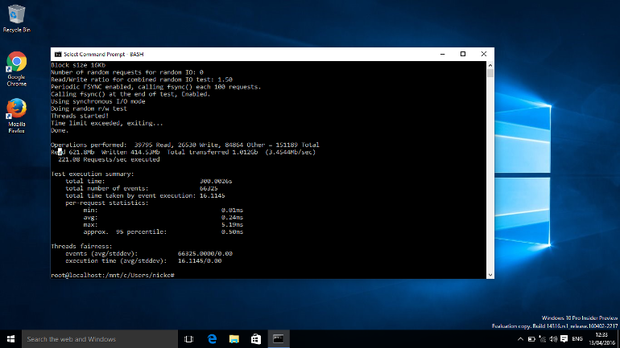 Recycle Bin
Google
Chrome
Mozilla
Firefox
Select Command Prompt - BASH
Block size 16Kb
Number of random requests for random IO: 0
Read/Write ratio for combined random IO test: 1.50
Periodic FSYNC enabled, calling fsync() each 100 requests.
Calling fsync() at the end of test, Enabled.
Using synchronous I/O mode
Doing random r/w test
Threads started!
Time limit exceeded, exiting...
Done.
Operations performed:  39795 Read, 26530 Write, 84864 Other = 151189 Total
Read 621.8Mb  Written 414.53Mb  Total transferred 1.012Gb  (3.4544Mb/sec)
221.08 Requests/sec executed
Test execution summary:
total time: 300.0026s
total number of events: 66325
total time taken by event execution: 16.1145
per-request statistics:
min: 0.01ms
avg: 0.24ms
max: 5.19ms
approx.  95 percentile: 0.50ms
Threads fairness:
events (avg/stddev): 66325.0000/0.00
execution time (avg/stddev): 16.1145/0.00
root@localhost:/mnt/c/Users/nicke#
Windows 10 Pro Insider Preview
Evaluation copy. Build 14316.rs1_release.160402-2217
Search the web and Windows
ENG
12:33
13/04/2016